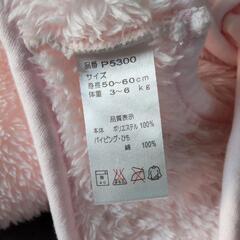 品番 P5300
サイズ
身長50~60cm
体重 3~6 kg
品質表示
本体 ポリエステル 100%
パイピング・ひも
綿 100%